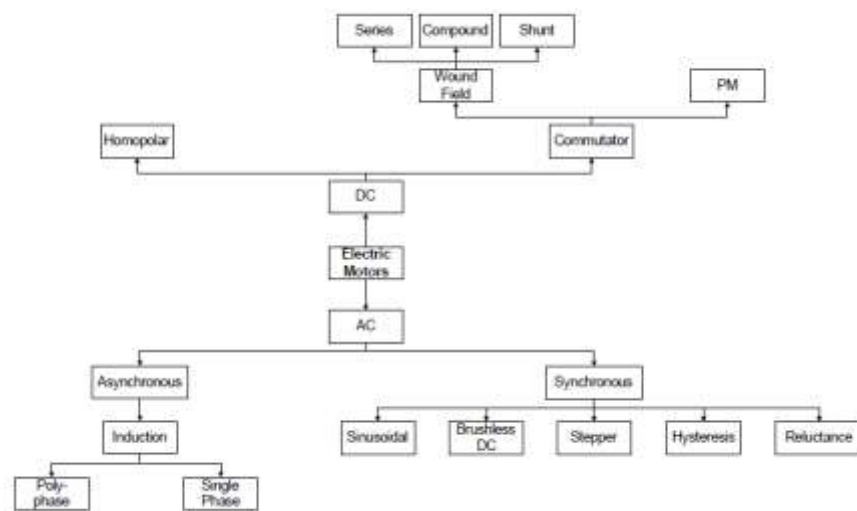 Series
Compound
Shunt
Wound
Field
PM
Homopolar
Commutator
DC
Electric
Motors
AC
Asynchronous
Synchronous
Induction
Sinusoidal
Brushless
DC
Stepper
Hysteresis
Reluctance
Poly-
phase
Single
Phase